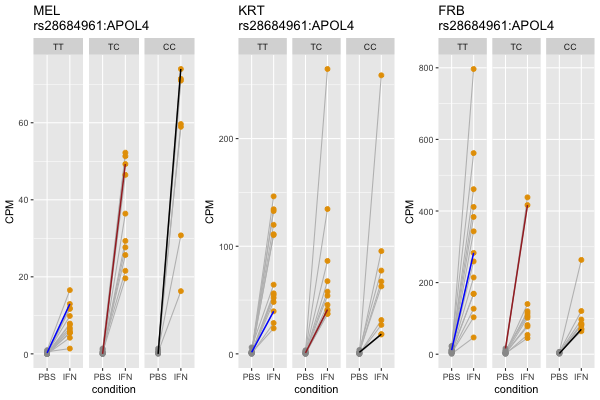 MEL
rs28684961:APOL4
TT
TC
CC
60
40
20
0
CPM
PBS IFN
PBS IFN
PBS IFN
condition
KRT
rs28684961:APOL4
TT
TC
CC
200
100
0
CPM
PBS IFN
PBS IFN
PBS IFN
condition
FRB
rs28684961:APOL4
TT
TC
CC
800
600
400
200
0
CPM
PBS IFN
PBS IFN
PBS IFN
condition